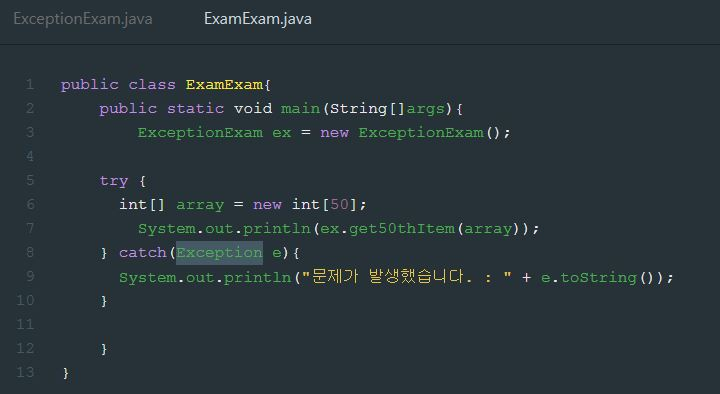 ExceptionExam.java ExamExam.java
1 public class ExamExam{
2 public static void main(String[]args){
3 ExceptionExam ex = new ExceptionExam();
4
5 try {
6 int[] array = new int[50];
7 System.out.println(ex.get50thItem(array));
8 } catch(Exception e){
9 System.out.println("문제가 발생했습니다. : " + e.toString());
10 }
11
12 }
13 }